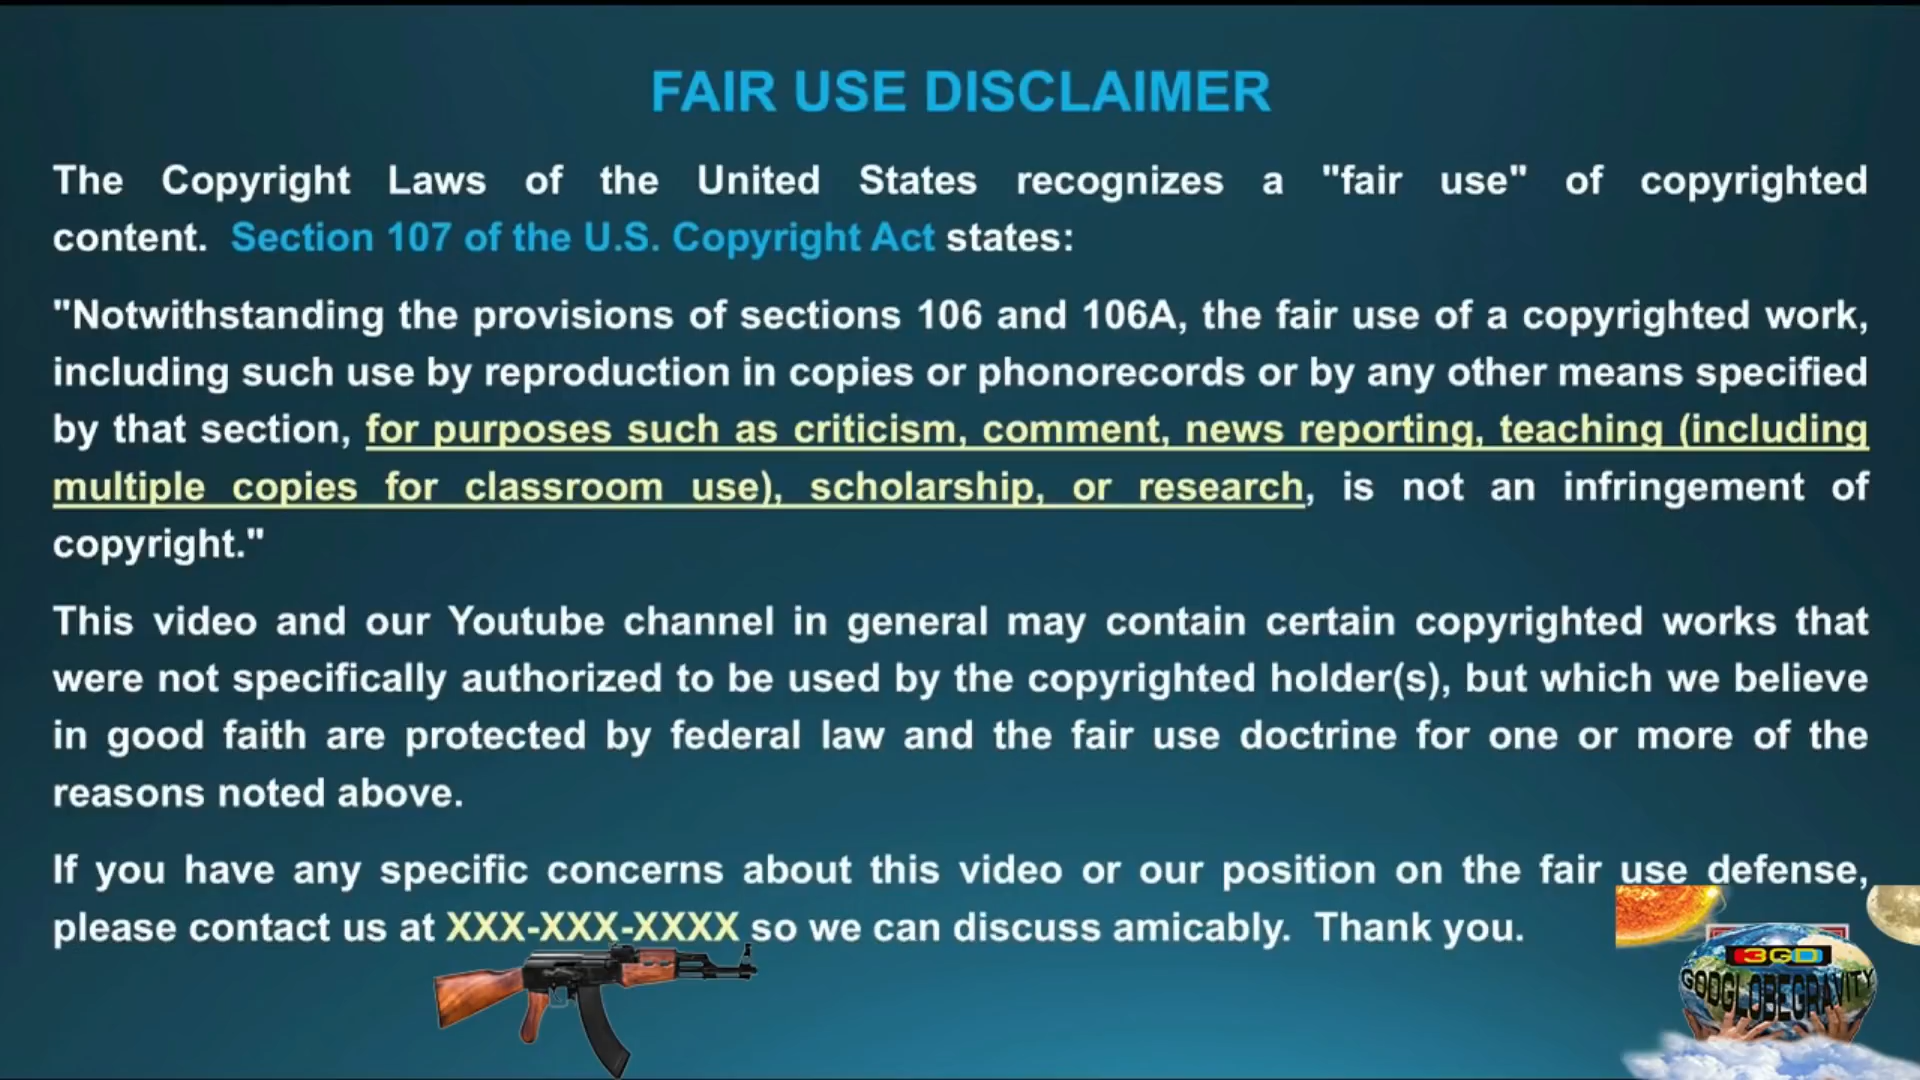 FAIR USE DISCLAIMER
The Copyright Laws of the United States recognizes a "fair use" of copyrighted
content. Section 107 of the U.S. Copyright Act states:
"Notwithstanding the provisions of sections 106 and 106A, the fair use of a copyrighted work,
including such use by reproduction in copies or phonorecords or by any other means specified
by that section, for purposes such as criticism, comment, news reporting, teaching (including
multiple copies for classroom use), scholarship, or research, is not an infringement of
copyright."
This video and our Youtube channel in general may contain certain copyrighted works that
were not specifically authorized to be used by the copyrighted holder(s), but which we believe
in good faith are protected by federal law and the fair use doctrine for one or more of the
reasons noted above.
If you have any specific concerns about this video or our position on the fair use defense,
please contact us at XXX-XXX-XXXX so we can discuss amicably. Thank you.
3GD
GODGLOBEGRAVITY